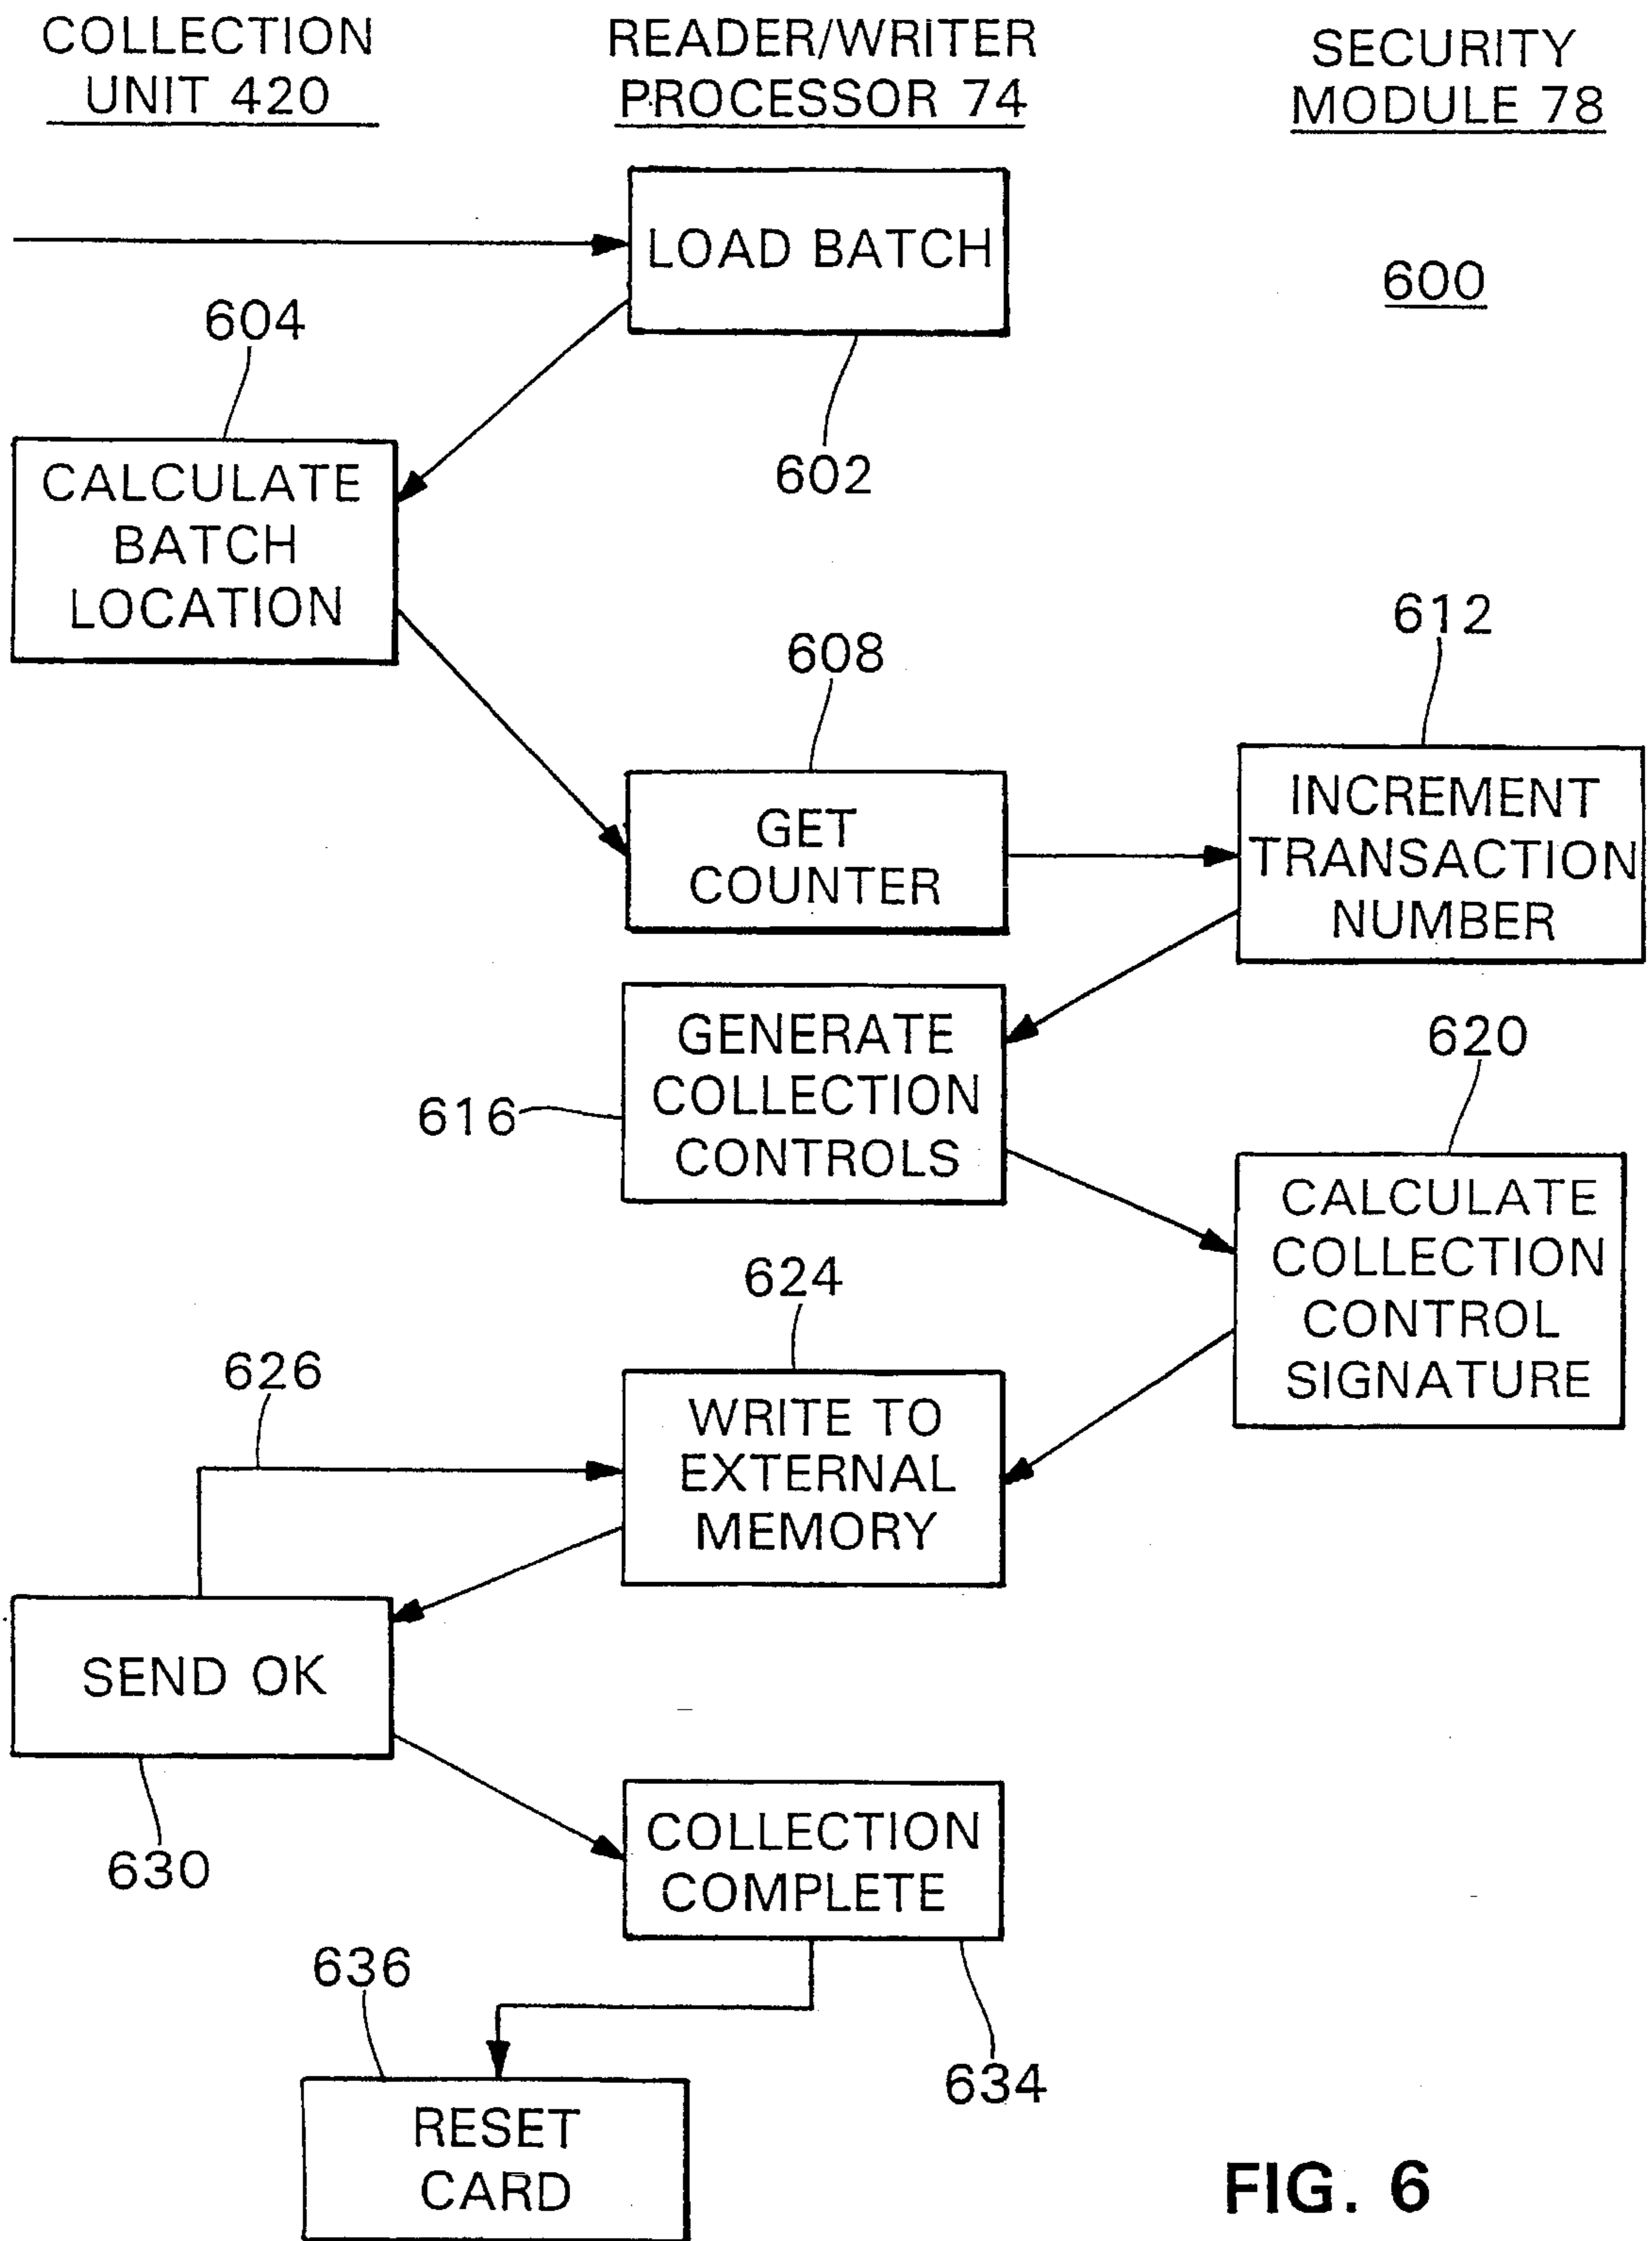 COLLECTION
UNIT 420
READER/WRITER
PROCESSOR 74
SECURITY
MODULE 78
LOAD BATCH
600
604
602
CALCULATE
BATCH
LOCATION
608
612
GET
COUNTER
INCREMENT
TRANSACTION
NUMBER
GENERATE
COLLECTION
CONTROLS
616
620
CALCULATE
COLLECTION
CONTROL
SIGNATURE
624
626
WRITE TO
EXTERNAL
MEMORY
SEND OK
630
COLLECTION
COMPLETE
636
634
RESET
CARD
FIG. 6